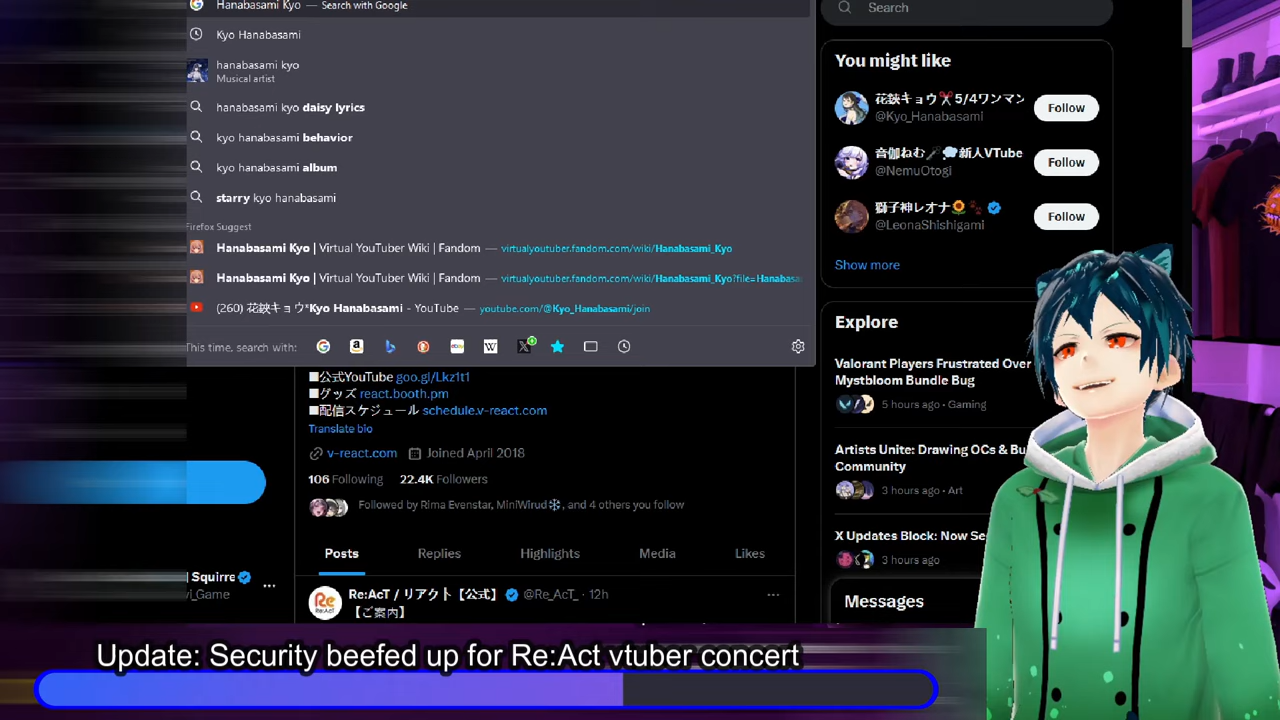 Hanabasami Kyo — Search with Google
Kyo Hanabasami
hanabasami kyo
Musical artist
hanabasami kyo daisy lyrics
kyo hanabasami behavior
kyo hanabasami album
starry kyo hanabasami
Firefox Suggest
Hanabasami Kyo | Virtual YouTuber Wiki | Fandom — virtualyoutuber.fandom.com/wiki/Hanabasami_Kyo
Hanabasami Kyo | Virtual YouTuber Wiki | Fandom — virtualyoutuber.fandom.com/wiki/Hanabasami_Kyo?file=Hanabasa
(260) 花鋏キョウ*Kyo Hanabasami - YouTube — youtube.com/@Kyo_Hanabasami/join
This time, search with:
■公式YouTube goo.gl/Lkz1t1
■グッズ react.booth.pm
■配信スケジュール schedule.v-react.com
Translate bio
v-react.com Joined April 2018
106 Following 22.4K Followers
Followed by Rima Evenstar, MiniWirud❄️, and 4 others you follow
Posts Replies Highlights Media Likes
Re:AcT / リアクト【公式】 @Re_AcT_ · 12h
【ご案内】
Squirre
vi_Game
Search
You might like
花鋏キョウ✂️5/4ワンマン
@Kyo_Hanabasami
Follow
音伽ねむ🎤💭新人VTube
@NemuOtogi
Follow
獅子神レオナ🌻🐾
@LeonaShishigami
Follow
Show more
Explore
Valorant Players Frustrated Over
Mystbloom Bundle Bug
5 hours ago · Gaming
Artists Unite: Drawing OCs & Bu
Community
3 hours ago · Art
X Updates Block: Now Se
3 hours ago
Messages
Update: Security beefed up for Re:Act vtuber concert